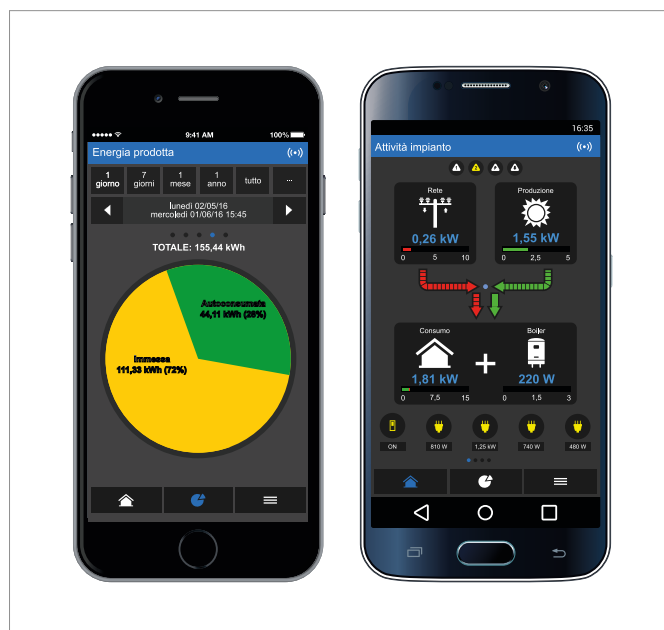 9:41 AM
100%
Energia prodotta
1 giorno
7 giorni
1 mese
1 anno
tutto
...
lunedì 02/05/16
mercoledì 01/06/16 15:45
TOTALE: 155,44 kWh
Autoconsumata
44,11 kWh (28%)
Immessa
111,33 kWh (72%)
16:35
Attività impianto
Rete
0,26 kW
0 5 10
Produzione
1,55 kW
0 2,5 5
Consumo
1,81 kW
0 7,5 15
+
Boiler
220 W
0 1,5 3
ON
810 W
1,25 kW
740 W
480 W